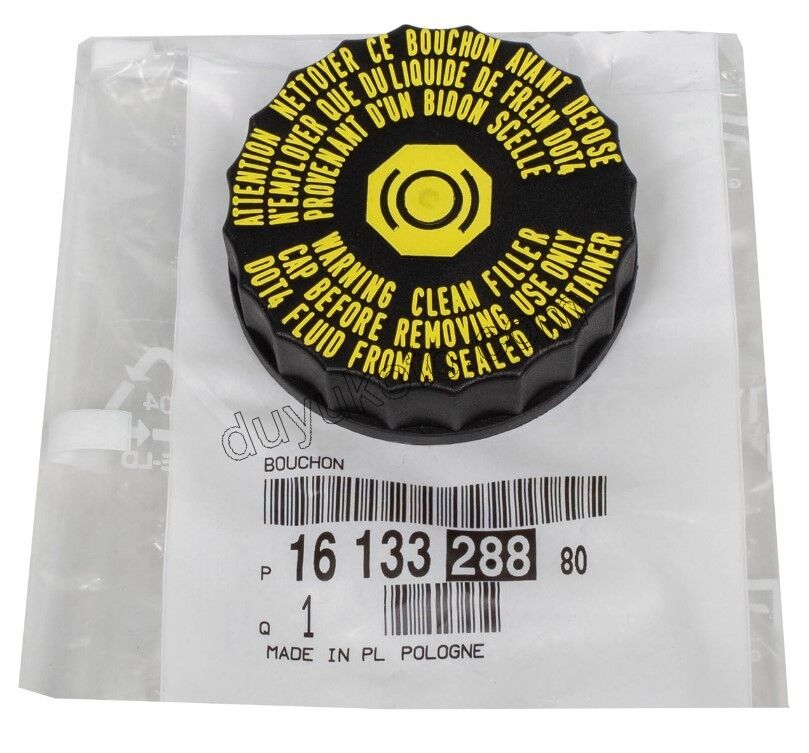 ATTENTION NETTOYER CE BOUCHON AVANT DEPOSE
N'EMPLOYER QUE DU LIQUIDE DE FREIN DOT4
PROVENANT D'UN BIDON SCELLE
WARNING CLEAN FILLER
CAP BEFORE REMOVING. USE ONLY
DOT4 FLUID FROM A SEALED CONTAINER
BOUCHON
P 16 133 288 80
Q 1
MADE IN PL POLOGNE